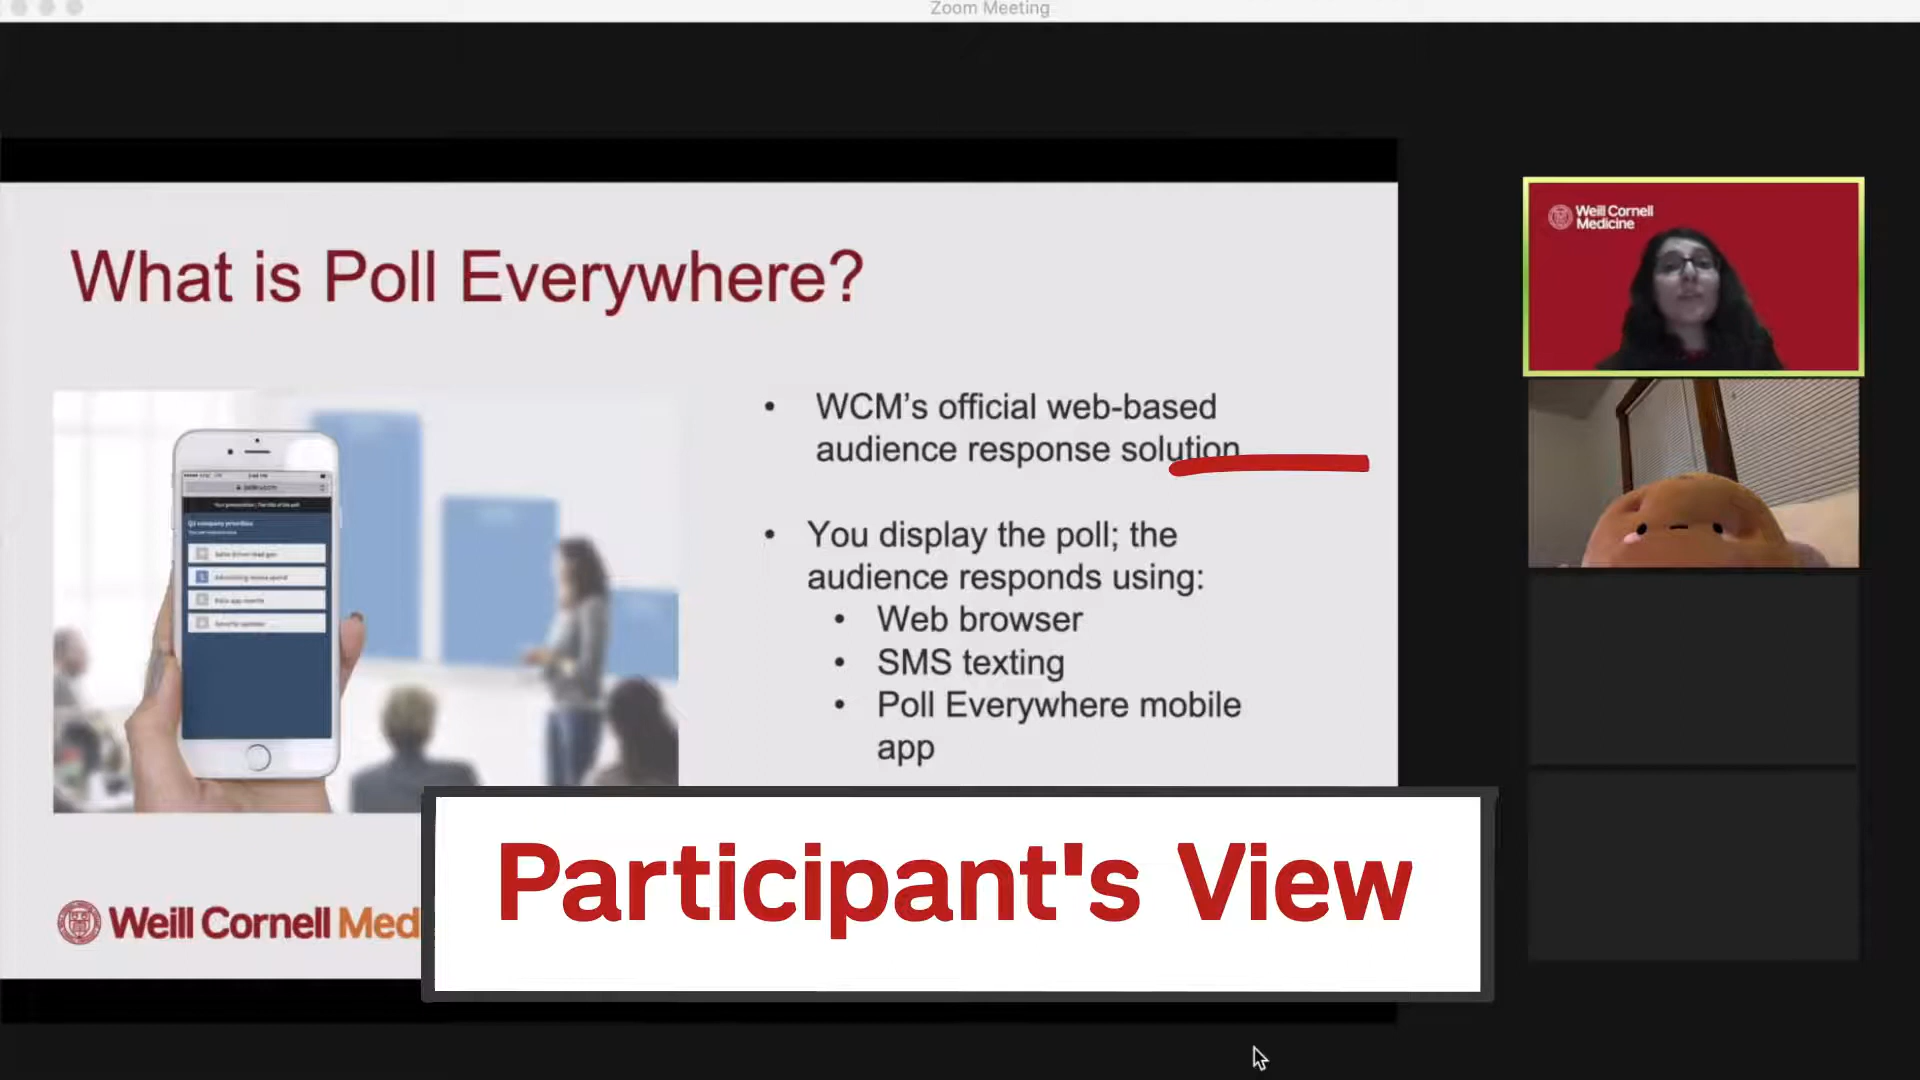 Zoom Meeting
What is Poll Everywhere?
• WCM's official web-based
audience response solution
• You display the poll; the
audience responds using:
• Web browser
• SMS texting
• Poll Everywhere mobile
app
Weill Cornell Med
Participant's View
Weill Cornell
Medicine